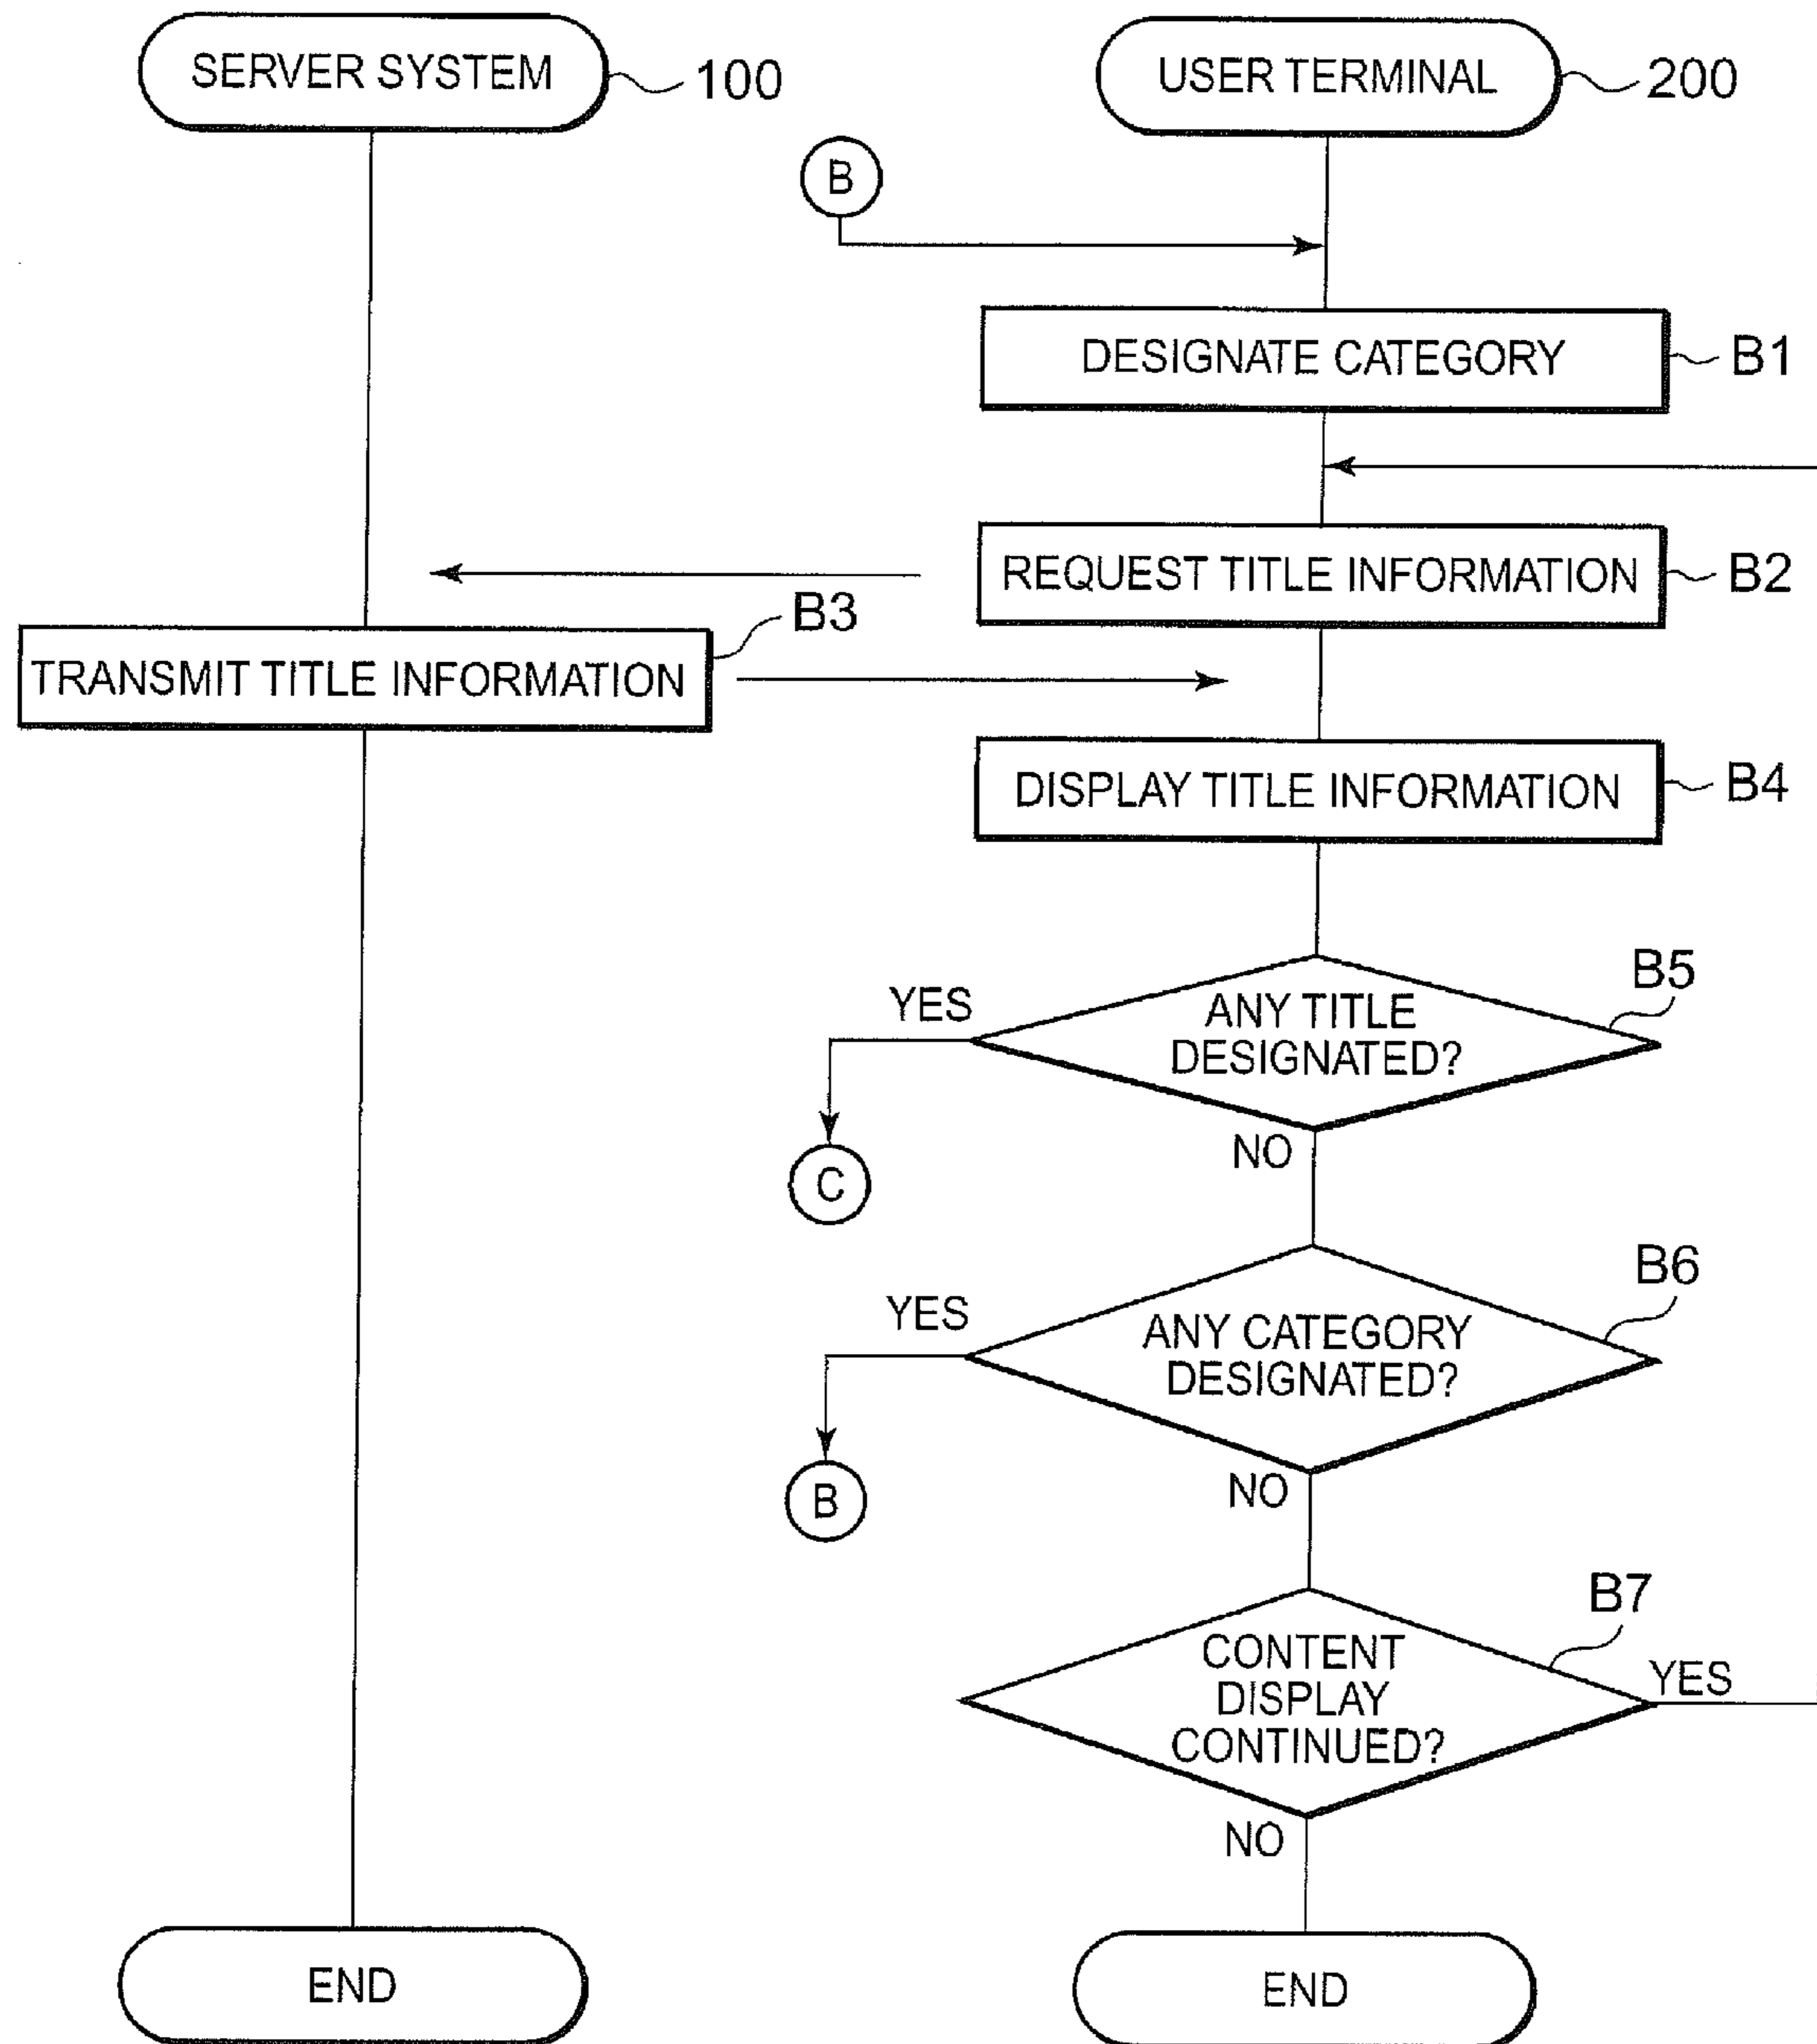 SERVER SYSTEM
100
USER TERMINAL
200
B
DESIGNATE CATEGORY
B1
REQUEST TITLE INFORMATION
B2
B3
TRANSMIT TITLE INFORMATION
DISPLAY TITLE INFORMATION
B4
B5
YES
ANY TITLE
DESIGNATED?
NO
C
B6
YES
ANY CATEGORY
DESIGNATED?
NO
B
B7
CONTENT
DISPLAY
CONTINUED?
YES
NO
END
END